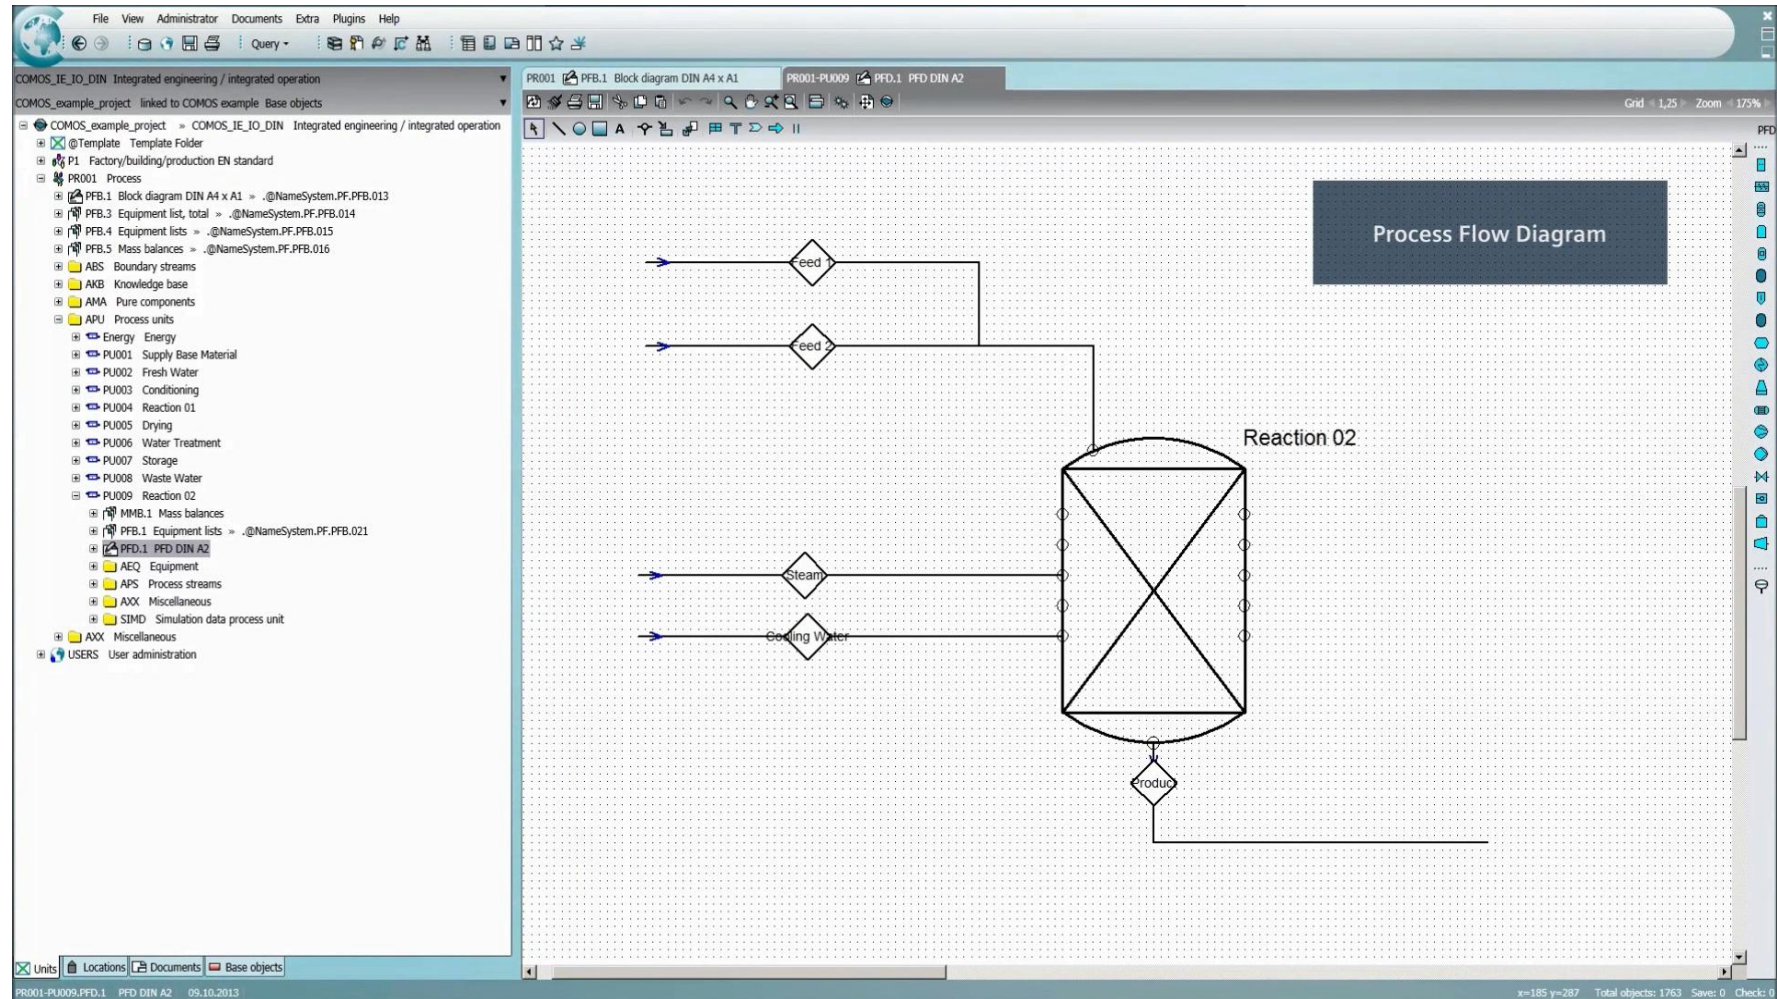 File View Administrator Documents Extra Plugins Help
Query
COMOS_IE_IO_DIN Integrated engineering / integrated operation
COMOS_example_project linked to COMOS example Base objects
COMOS_example_project » COMOS_IE_IO_DIN Integrated engineering / integrated operation
@Template Template Folder
P1 Factory/building/production EN standard
PR001 Process
PFB.1 Block diagram DIN A4 x A1 » .@NameSystem.PF.PFB.013
PFB.3 Equipment list, total » .@NameSystem.PF.PFB.014
PFB.4 Equipment lists » .@NameSystem.PF.PFB.015
PFB.5 Mass balances » .@NameSystem.PF.PFB.016
ABS Boundary streams
AKB Knowledge base
AMA Pure components
APU Process units
Energy Energy
PU001 Supply Base Material
PU002 Fresh Water
PU003 Conditioning
PU004 Reaction 01
PU005 Drying
PU006 Water Treatment
PU007 Storage
PU008 Waste Water
PU009 Reaction 02
MMB.1 Mass balances
PFB.1 Equipment lists » .@NameSystem.PF.PFB.021
PFD.1 PFD DIN A2
AEQ Equipment
APS Process streams
AXX Miscellaneous
SIMD Simulation data process unit
AXX Miscellaneous
USERS User administration
Units Locations Documents Base objects
PR001-PU009.PFD.1 PFD DIN A2 09.10.2013
PR001 PFB.1 Block diagram DIN A4 x A1
PR001-PU009 PFD.1 PFD DIN A2
Grid 1,25 Zoom 175%
A T
PFD
Process Flow Diagram
Feed 1
Feed 2
Reaction 02
Steam
Cooling Water
Product
x=185 y=287 Total objects: 1763 Save: 0 Check: 0